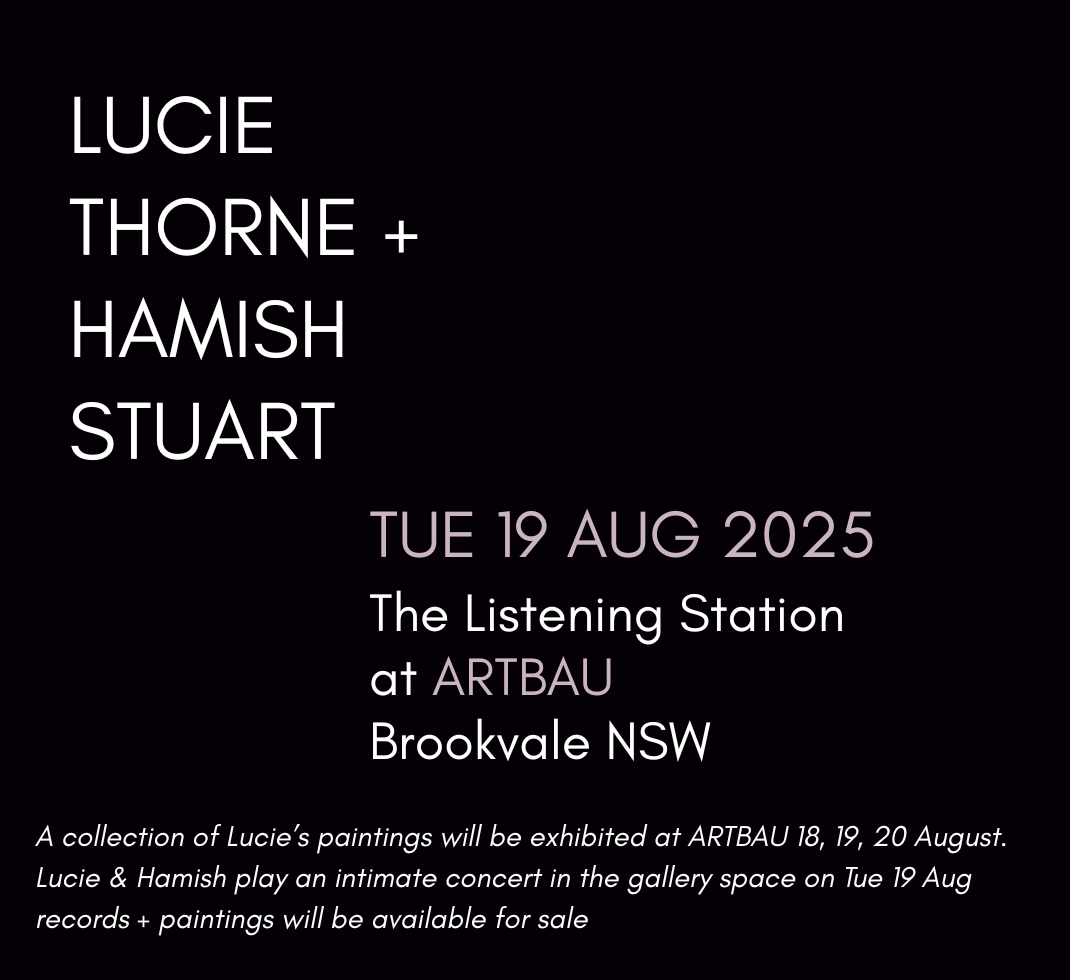 LUCIE
THORNE +
HAMISH
STUART
TUE 19 AUG 2025
The Listening Station
at ARTBAU
Brookvale NSW
A collection of Lucie’s paintings will be exhibited at ARTBAU 18, 19, 20 August.
Lucie & Hamish play an intimate concert in the gallery space on Tue 19 Aug
records + paintings will be available for sale